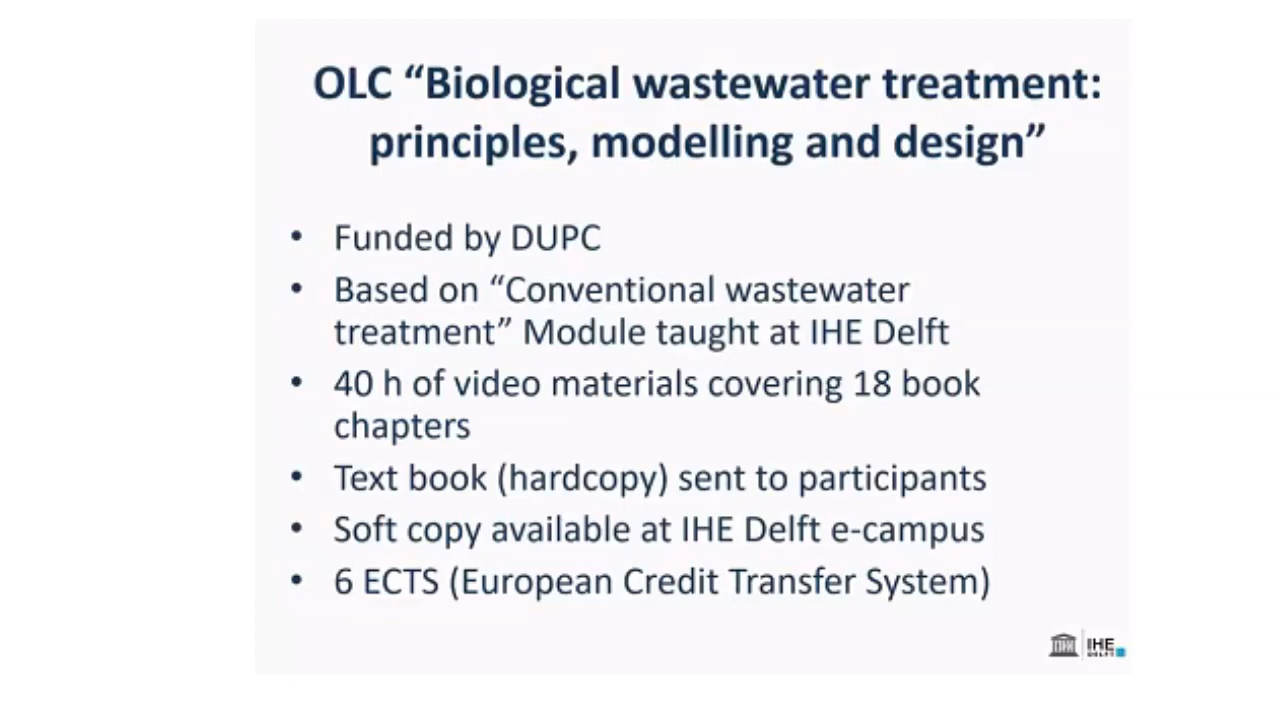 OLC “Biological wastewater treatment:
principles, modelling and design”
• Funded by DUPC
• Based on “Conventional wastewater
treatment” Module taught at IHE Delft
• 40 h of video materials covering 18 book
chapters
• Text book (hardcopy) sent to participants
• Soft copy available at IHE Delft e-campus
• 6 ECTS (European Credit Transfer System)
IHE
DELFT